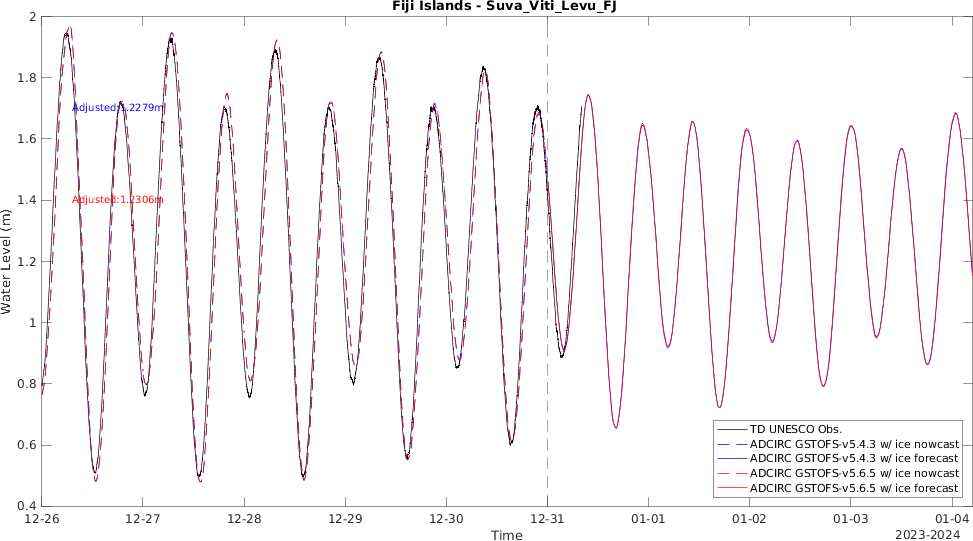 Fiji Islands - Suva_Viti_Levu_FJ
Water Level (m)
2
1.8
1.6
1.4
1.2
1
0.8
0.6
0.4
Adjusted:1.2279m
Adjusted:1.2306m
TD UNESCO Obs.
ADCIRC GSTOFS-v5.4.3 w/ ice nowcast
ADCIRC GSTOFS-v5.4.3 w/ ice forecast
ADCIRC GSTOFS-v5.6.5 w/ ice nowcast
ADCIRC GSTOFS-v5.6.5 w/ ice forecast
12-26 12-27 12-28 12-29 12-30 12-31 01-01 01-02 01-03 01-04
Time
2023-2024